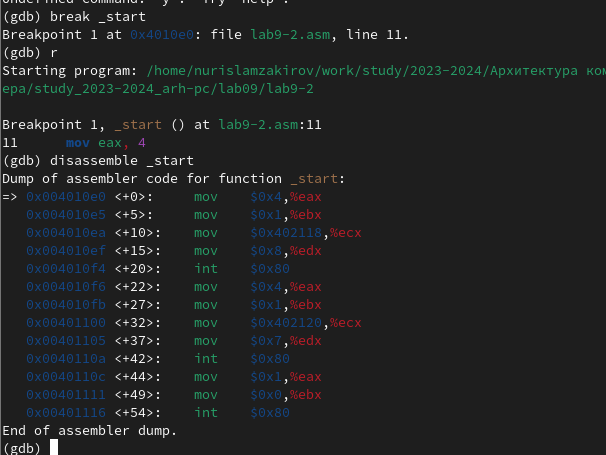 (gdb) break _start
Breakpoint 1 at 0x4010e0: file lab9-2.asm, line 11.
(gdb) r
Starting program: /home/nurislamzakirov/work/study/2023-2024/Архитектура ком
ера/study_2023-2024_arh-pc/lab09/lab9-2
Breakpoint 1, _start () at lab9-2.asm:11
11 mov eax, 4
(gdb) disassemble _start
Dump of assembler code for function _start:
=> 0x004010e0 <+0>: mov $0x4,%eax
0x004010e5 <+5>: mov $0x1,%ebx
0x004010ea <+10>: mov $0x402118,%ecx
0x004010ef <+15>: mov $0x8,%edx
0x004010f4 <+20>: int $0x80
0x004010f6 <+22>: mov $0x4,%eax
0x004010fb <+27>: mov $0x1,%ebx
0x00401100 <+32>: mov $0x402120,%ecx
0x00401105 <+37>: mov $0x7,%edx
0x0040110a <+42>: int $0x80
0x0040110c <+44>: mov $0x1,%eax
0x00401111 <+49>: mov $0x0,%ebx
0x00401116 <+54>: int $0x80
End of assembler dump.
(gdb)